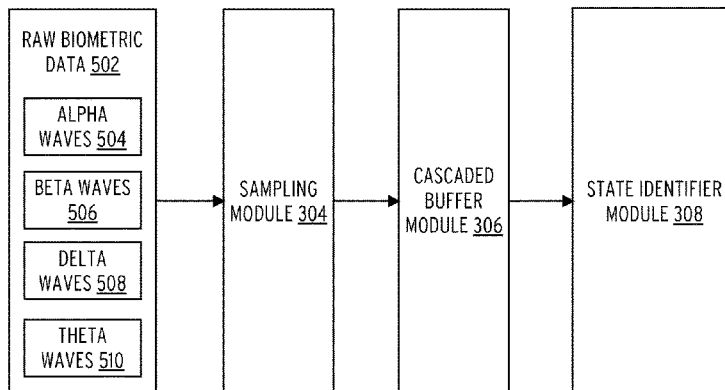 RAW BIOMETRIC
DATA 502
ALPHA
WAVES 504
BETA WAVES
506
DELTA
WAVES 508
THETA
WAVES 510
SAMPLING
MODULE 304
CASCADED
BUFFER
MODULE 306
STATE IDENTIFIER
MODULE 308